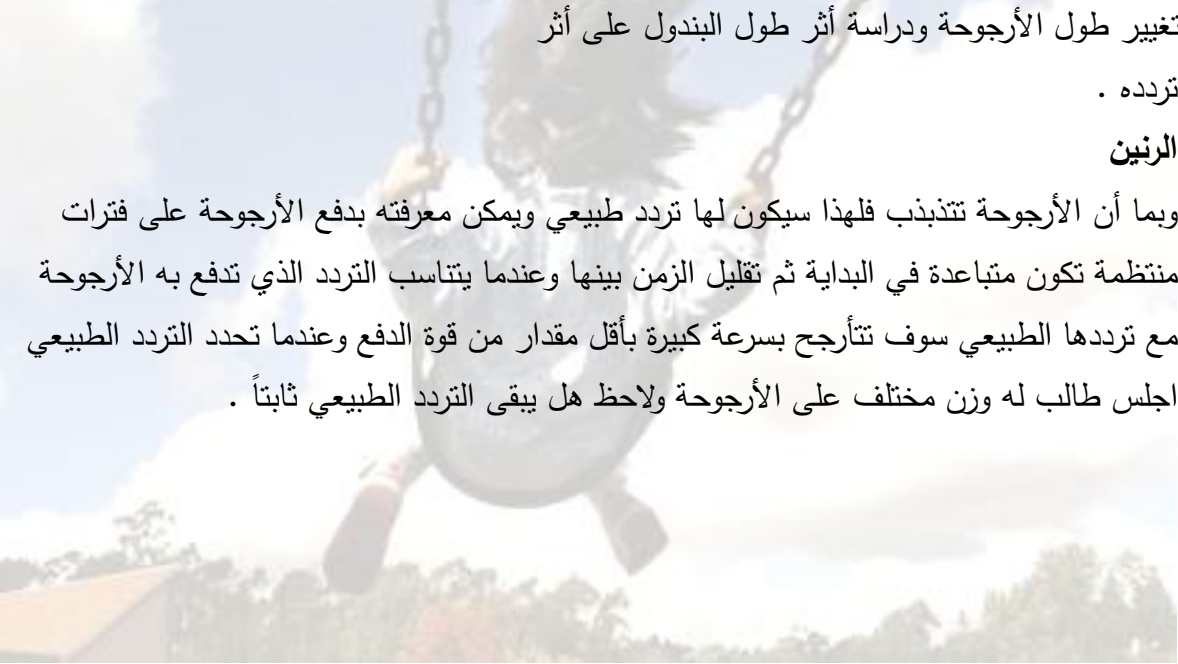 تغيير طول الأرجوحة ودراسة أثر طول البندول على أثر
تردده .
الرنين
وبما أن الأرجوحة تتذبذب فلهذا سيكون لها تردد طبيعي ويمكن معرفته بدفع الأرجوحة على فترات
منتظمة تكون متباعدة في البداية ثم تقليل الزمن بينها وعندما يتناسب التردد الذي تدفع به الأرجوحة
مع ترددها الطبيعي سوف تتأرجح بسرعة كبيرة بأقل مقدار من قوة الدفع وعندما تحدد التردد الطبيعي
اجلس طالب له وزن مختلف على الأرجوحة ولاحظ هل يبقى التردد الطبيعي ثابتاً .